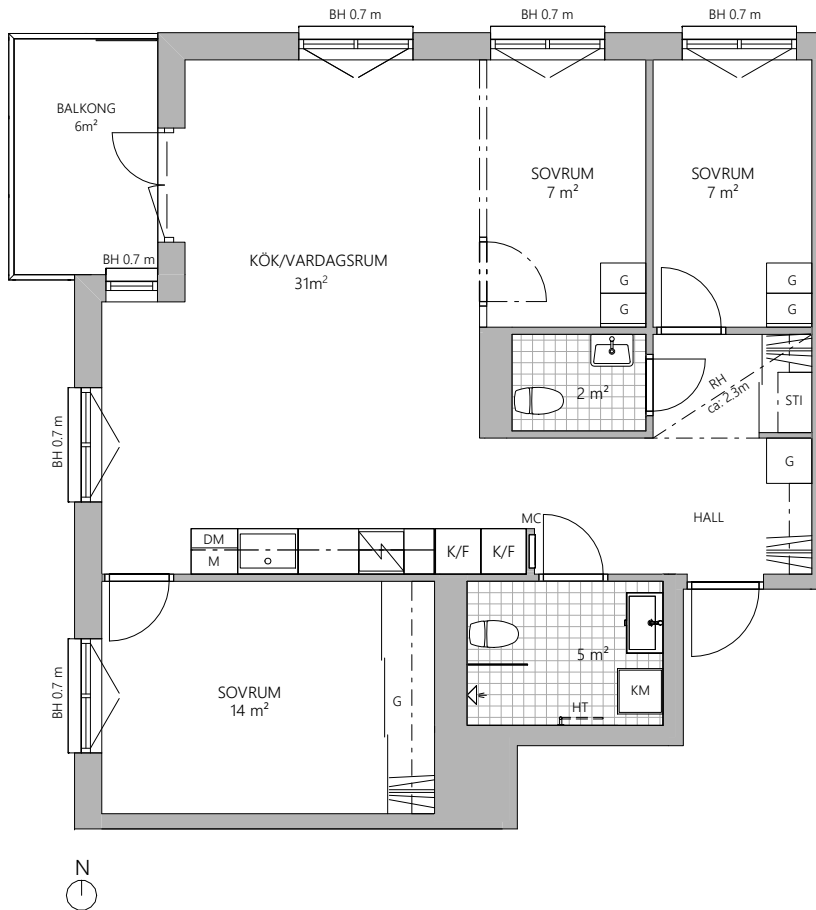 BH 0.7 m
BH 0.7 m
BH 0.7 m
BALKONG
6m²
SOVRUM
7 m²
SOVRUM
7 m²
BH 0.7 m
KÖK/VARDAGSRUM
31m²
G
G
G
G
2 m²
RH
ca: 2.3m
STI
BH 0.7 m
G
MC
HALL
DM
M
K/F
K/F
5 m²
BH 0.7 m
SOVRUM
14 m²
G
KM
HT
N